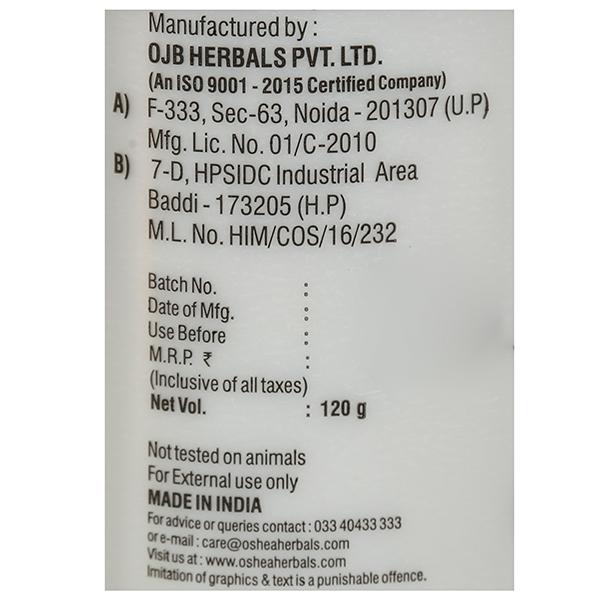 Manufactured by :
OJB HERBALS PVT. LTD.
(An ISO 9001 - 2015 Certified Company)
A) F-333, Sec-63, Noida - 201307 (U.P)
Mfg. Lic. No. 01/C-2010
B) 7-D, HPSIDC Industrial Area
Baddi - 173205 (H.P)
M.L. No. HIM/COS/16/232
Batch No. :
Date of Mfg. :
Use Before :
M.R.P. ₹ :
(Inclusive of all taxes)
Net Vol. : 120 g
Not tested on animals
For External use only
MADE IN INDIA
For advice or queries contact : 033 40433 333
or e-mail : care@osheaherbals.com
Visit us at : www.osheaherbals.com
Imitation of graphics & text is a punishable offence.